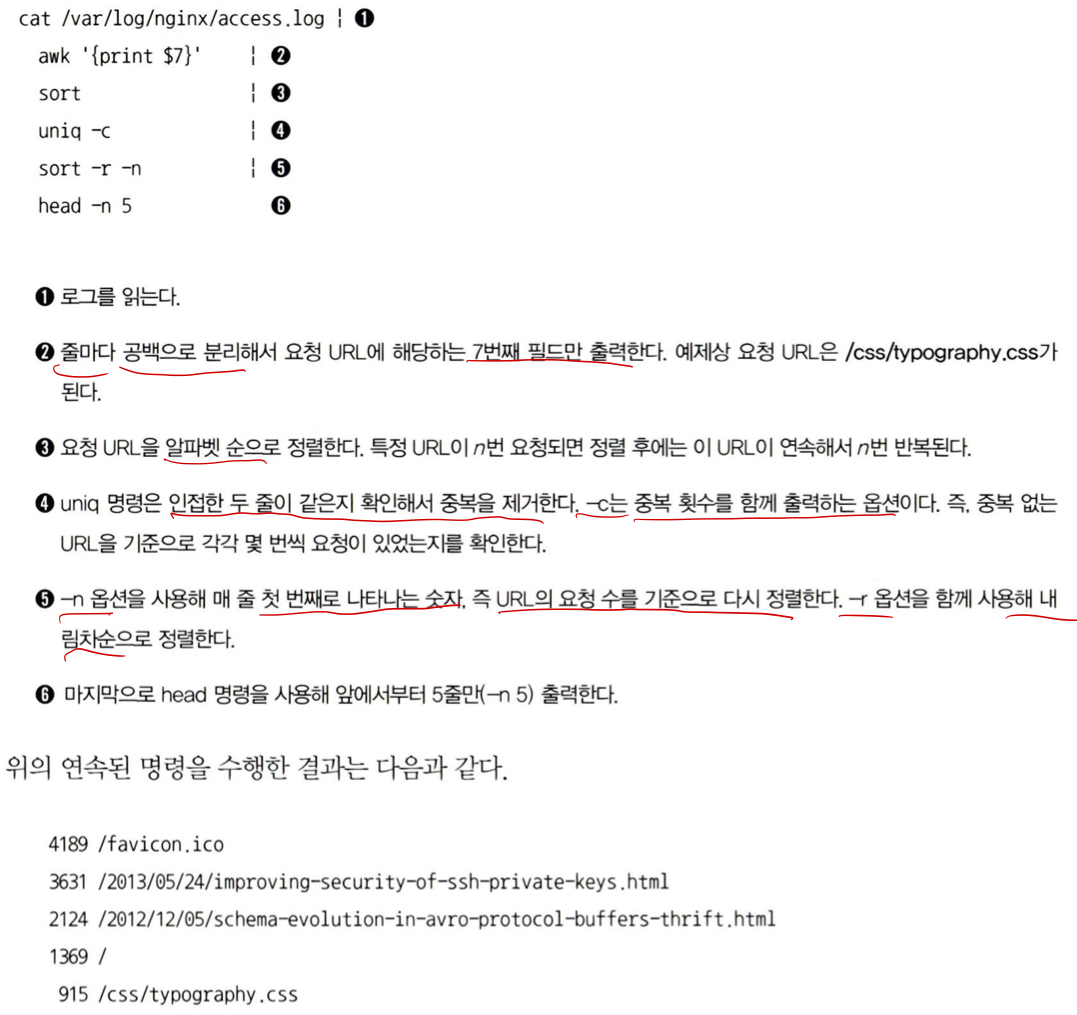 cat /var/log/nginx/access.log | ❶
awk '{print $7}' | ❷
sort | ❸
uniq -c | ❹
sort -r -n | ❺
head -n 5 ❻
❶ 로그를 읽는다.
❷ 줄마다 공백으로 분리해서 요청 URL에 해당하는 7번째 필드만 출력한다. 예제상 요청 URL은 /css/typography.css가
된다.
❸ 요청 URL을 알파벳 순으로 정렬한다. 특정 URL이 n번 요청되면 정렬 후에는 이 URL이 연속해서 n번 반복된다.
❹ uniq 명령은 인접한 두 줄이 같은지 확인해서 중복을 제거한다. -c는 중복 횟수를 함께 출력하는 옵션이다. 즉, 중복 없는
URL을 기준으로 각각 몇 번씩 요청이 있었는지를 확인한다.
❺ -n 옵션을 사용해 매 줄 첫 번째로 나타나는 숫자, 즉 URL의 요청 수를 기준으로 다시 정렬한다. -r 옵션을 함께 사용해 내
림차순으로 정렬한다.
❻ 마지막으로 head 명령을 사용해 앞에서부터 5줄만(-n 5) 출력한다.
위의 연속된 명령을 수행한 결과는 다음과 같다.
4189 /favicon.ico
3631 /2013/05/24/improving-security-of-ssh-private-keys.html
2124 /2012/12/05/schema-evolution-in-avro-protocol-buffers-thrift.html
1369 /
915 /css/typography.css